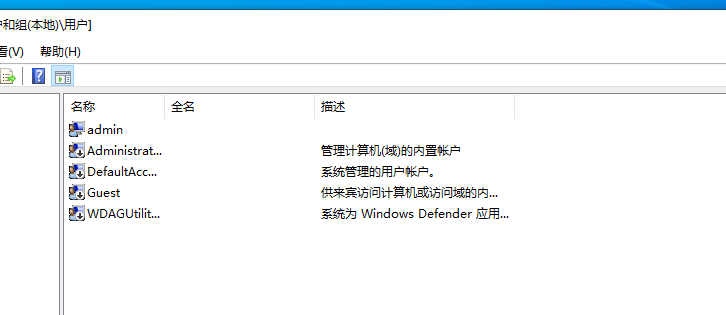 和组(本地)\用户]
看(V) 帮助(H)
名称 全名 描述
admin
Administrat... 管理计算机(域)的内置帐户
DefaultAcc... 系统管理的用户帐户。
Guest 供来宾访问计算机或访问域的内...
WDAGUtilit... 系统为 Windows Defender 应用...